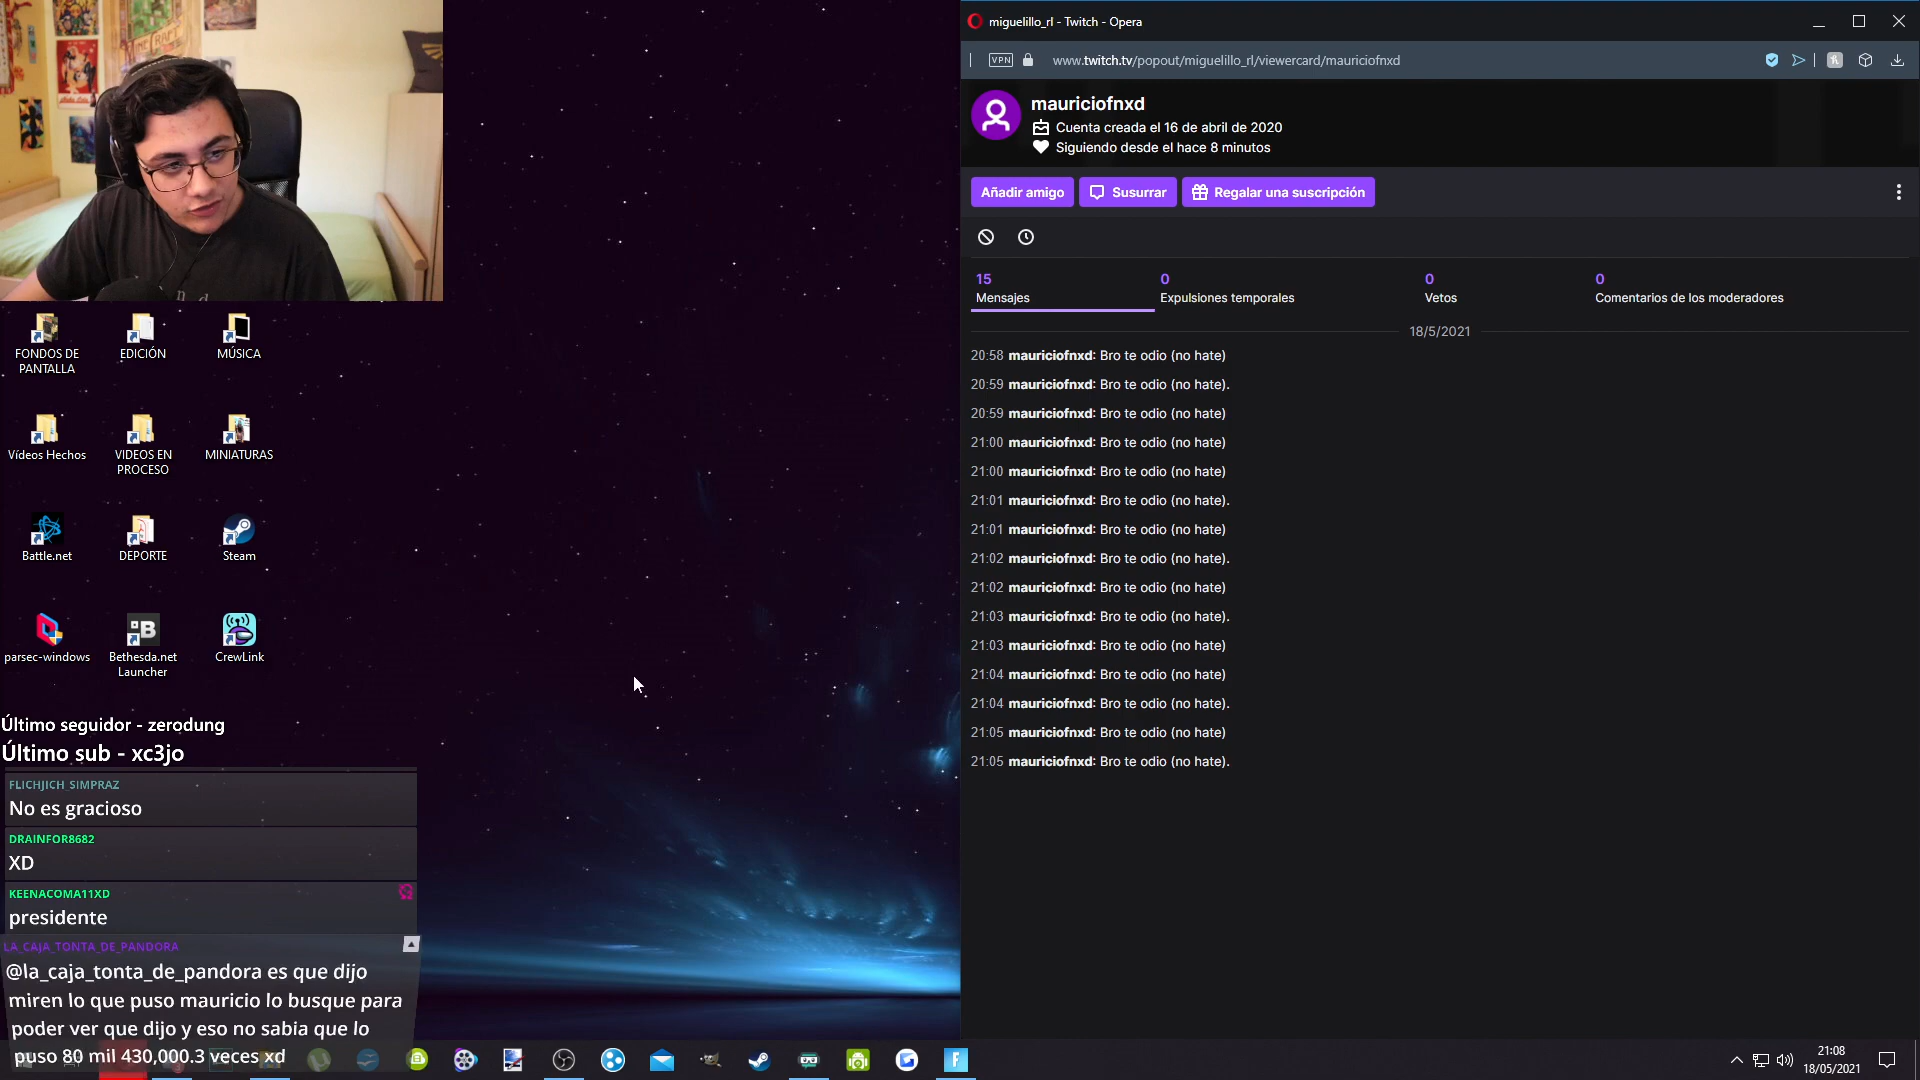 miguelillo_rl - Twitch - Opera
VPN
www.twitch.tv/popout/miguelillo_rl/viewercard/mauriciofnxd
mauriciofnxd
Cuenta creada el 16 de abril de 2020
Siguiendo desde el hace 8 minutos
Añadir amigo
Susurrar
Regalar una suscripción
15
Mensajes
0
Expulsiones temporales
0
Vetos
0
Comentarios de los moderadores
18/5/2021
20:58 mauriciofnxd: Bro te odio (no hate)
20:59 mauriciofnxd: Bro te odio (no hate).
20:59 mauriciofnxd: Bro te odio (no hate)
21:00 mauriciofnxd: Bro te odio (no hate)
21:00 mauriciofnxd: Bro te odio (no hate)
21:01 mauriciofnxd: Bro te odio (no hate).
21:01 mauriciofnxd: Bro te odio (no hate)
21:02 mauriciofnxd: Bro te odio (no hate).
21:02 mauriciofnxd: Bro te odio (no hate)
21:03 mauriciofnxd: Bro te odio (no hate).
21:03 mauriciofnxd: Bro te odio (no hate)
21:04 mauriciofnxd: Bro te odio (no hate)
21:04 mauriciofnxd: Bro te odio (no hate).
21:05 mauriciofnxd: Bro te odio (no hate)
21:05 mauriciofnxd: Bro te odio (no hate).
FONDOS DE
PANTALLA
EDICIÓN
MÚSICA
Vídeos Hechos
VIDEOS EN
PROCESO
MINIATURAS
Battle.net
DEPORTE
Steam
parsec-windows
Bethesda.net
Launcher
CrewLink
Último seguidor - zerodung
Último sub - xc3jo
FLICHJICH_SIMPRAZ
No es gracioso
DRAINFOR8682
XD
KEENACOMA11XD
presidente
LA_CAJA_TONTA_DE_PANDORA
@la_caja_tonta_de_pandora es que dijo
miren lo que puso mauricio lo busque para
poder ver que dijo y eso no sabia que lo
puso 80 mil 430,000.3 veces xd
21:08
18/05/2021